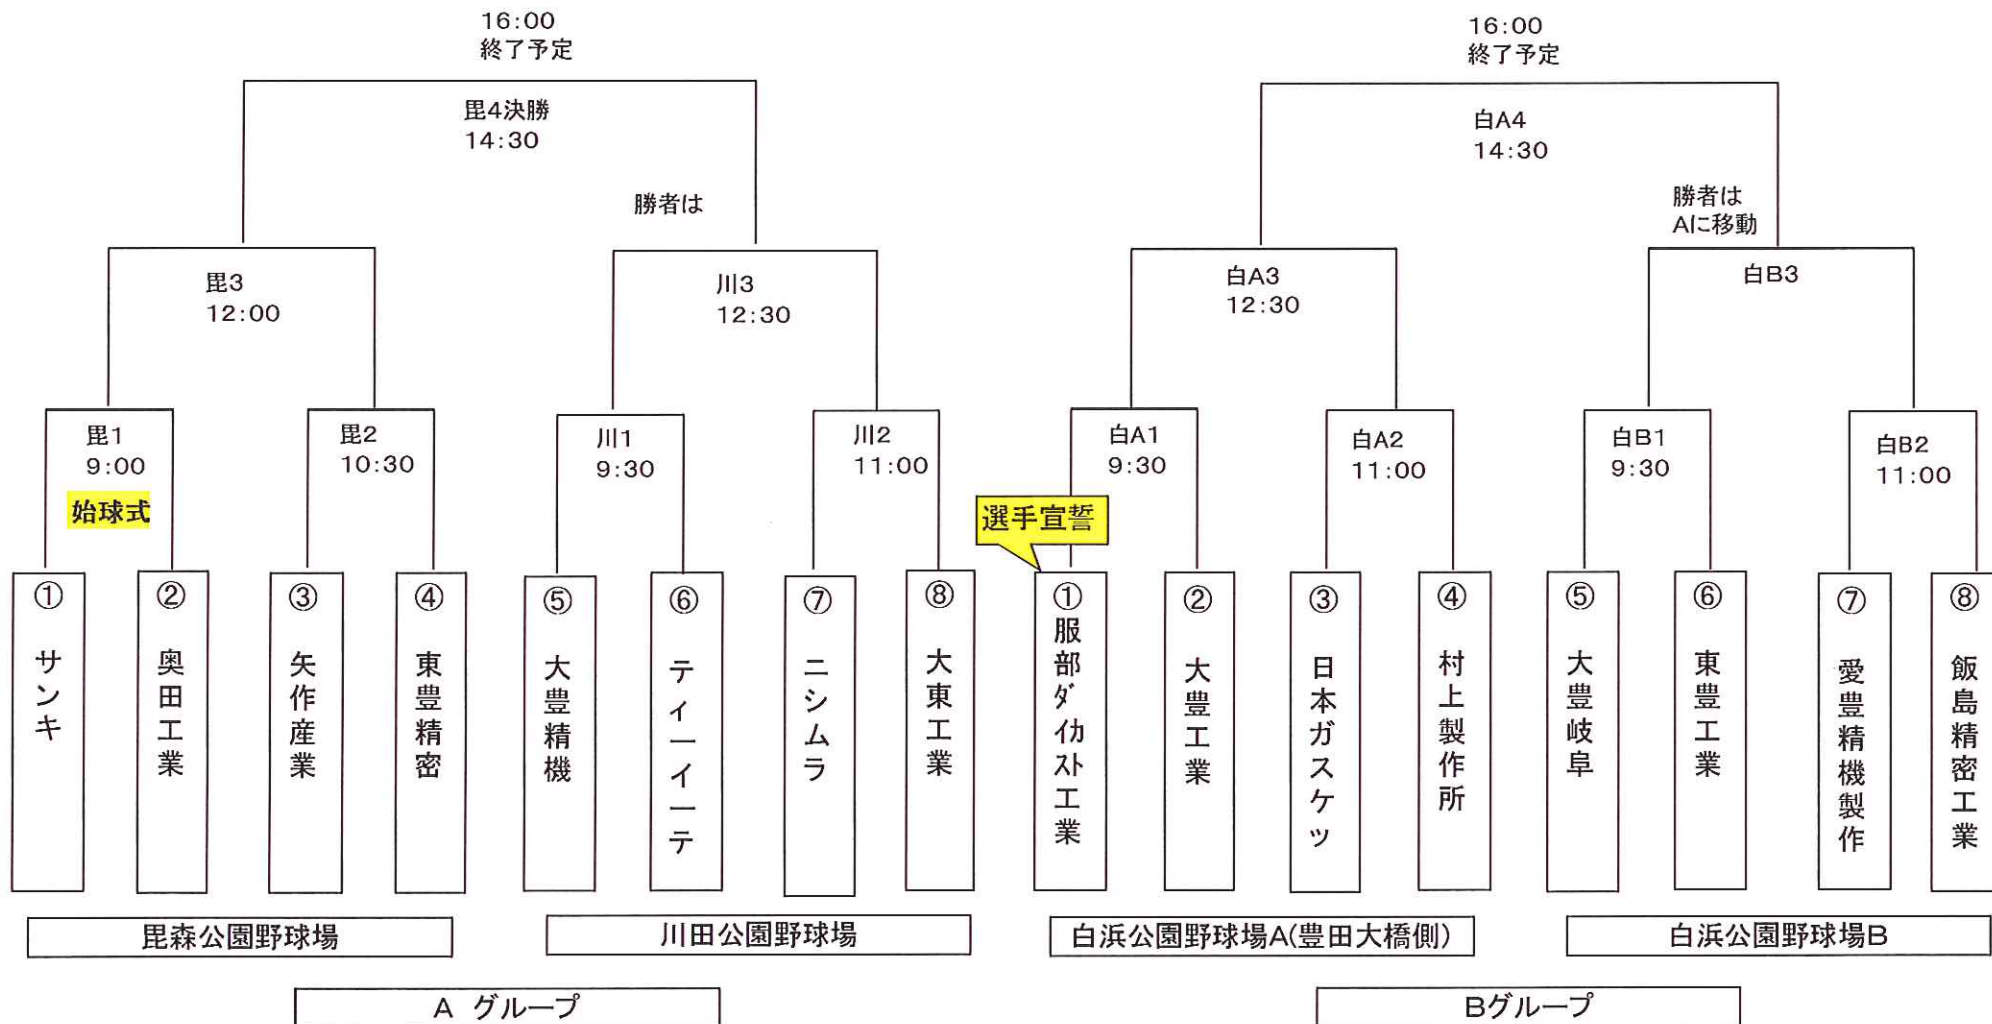 16:00
終了予定
16:00
終了予定
毘4決勝
14:30
白A4
14:30
勝者は
勝者は
Aに移動
毘3
12:00
川3
12:30
白A3
12:30
白B3
毘1
9:00
始球式
毘2
10:30
川1
9:30
川2
11:00
白A1
9:30
白A2
11:00
白B1
9:30
白B2
11:00
選手宣誓
①サンキ
②奥田工業
③矢作産業
④東豊精密
⑤大豊精機
⑥ティーイーテ
⑦ニシムラ
⑧大東工業
①服部ダイカスト工業
②大豊工業
③日本ガスケツ
④村上製作所
⑤大豊岐阜
⑥東豊工業
⑦愛豊精機製作
⑧飯島精密工業
毘森公園野球場
川田公園野球場
白浜公園野球場A(豊田大橋側)
白浜公園野球場B
A グループ
Bグループ